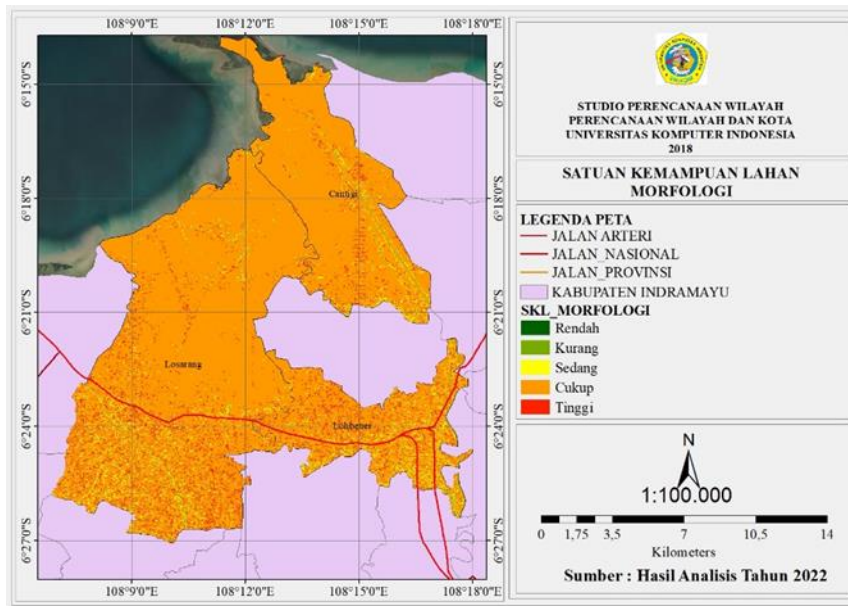 108°9'0"E 108°12'0"E 108°15'0"E 108°18'0"E
6°15'0"S 6°15'0"S
Cantigi
6°18'0"S 6°18'0"S
6°21'0"S 6°21'0"S
Losarang
Lohbener
6°24'0"S 6°24'0"S
6°27'0"S 6°27'0"S
108°9'0"E 108°12'0"E 108°15'0"E 108°18'0"E
STUDIO PERENCANAAN WILAYAH
PERENCANAAN WILAYAH DAN KOTA
UNIVERSITAS KOMPUTER INDONESIA
2018
SATUAN KEMAMPUAN LAHAN
MORFOLOGI
LEGENDA PETA
JALAN ARTERI
JALAN_NASIONAL
JALAN_PROVINSI
KABUPATEN INDRAMAYU
SKL_MORFOLOGI
Rendah
Kurang
Sedang
Cukup
Tinggi
N
1:100.000
0 1,75 3,5 7 10,5 14
Kilometers
Sumber : Hasil Analisis Tahun 2022